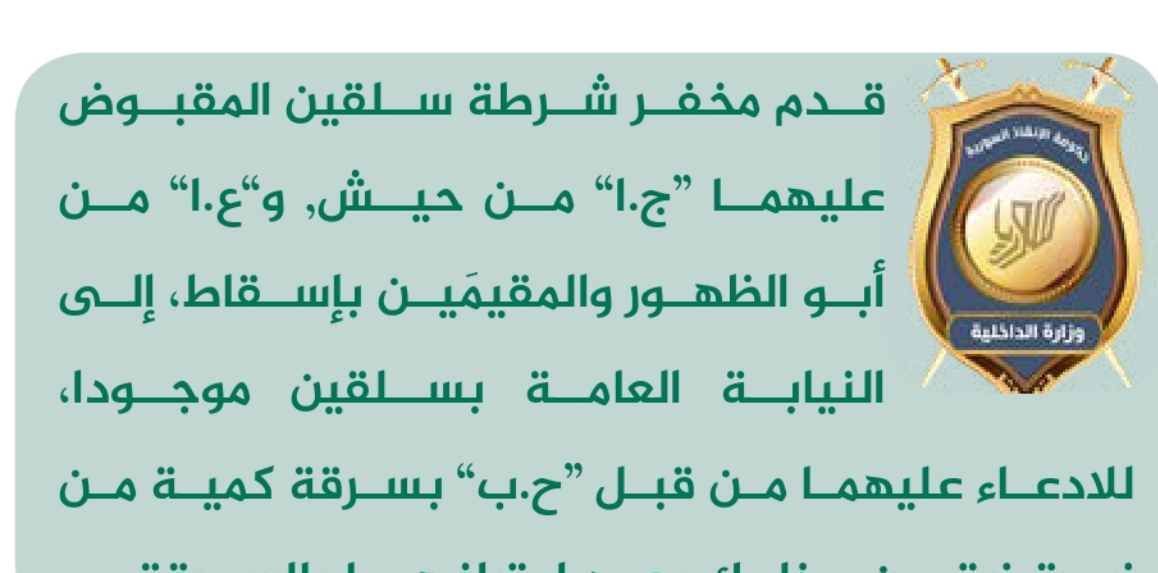 قدم مخفر شرطة سلقين المقبوض
عليهما "ج.ا" من حيش, و"ع.ا" من
أبو الظهور والمقيمَين بإسقاط، إلى
النيابة العامة بسلقين موجودا،
للادعاء عليهما من قبل "ح.ب" بسرقة كمية من
حكومة الإنقاذ السورية
وزارة الداخلية